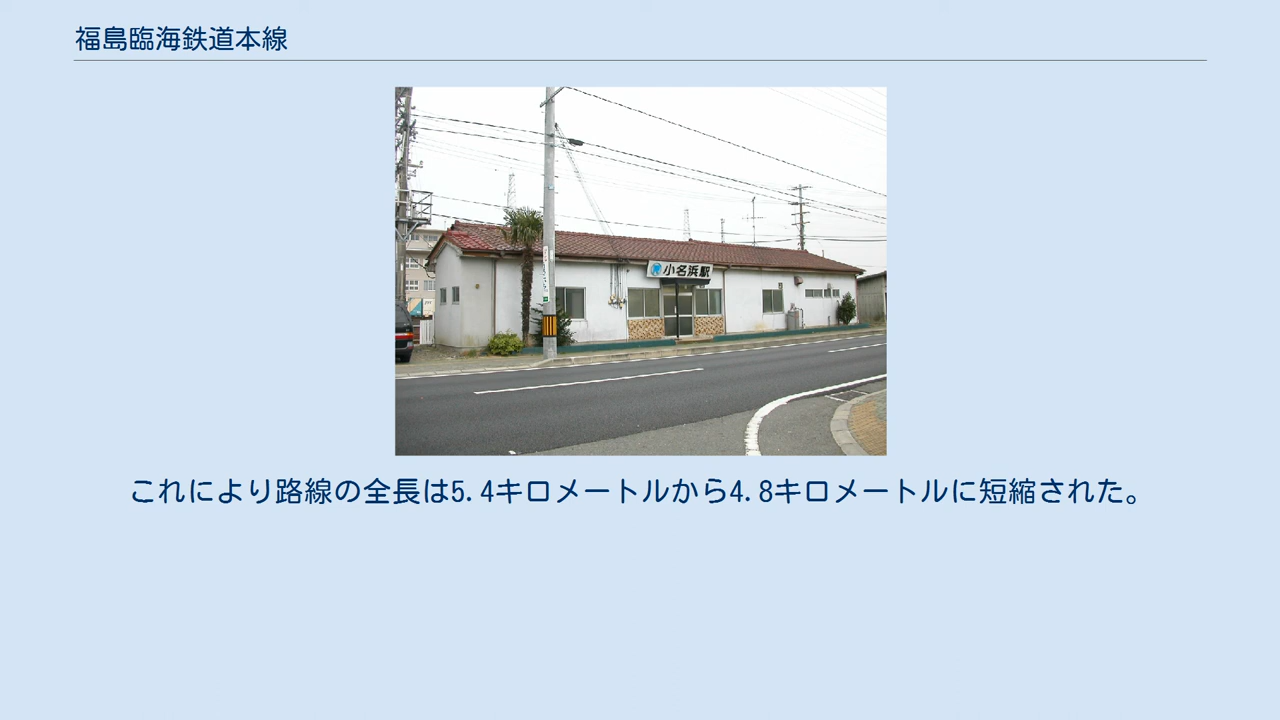 福島臨海鉄道本線
小名浜駅
これにより路線の全長は5.4キロメートルから4.8キロメートルに短縮された。